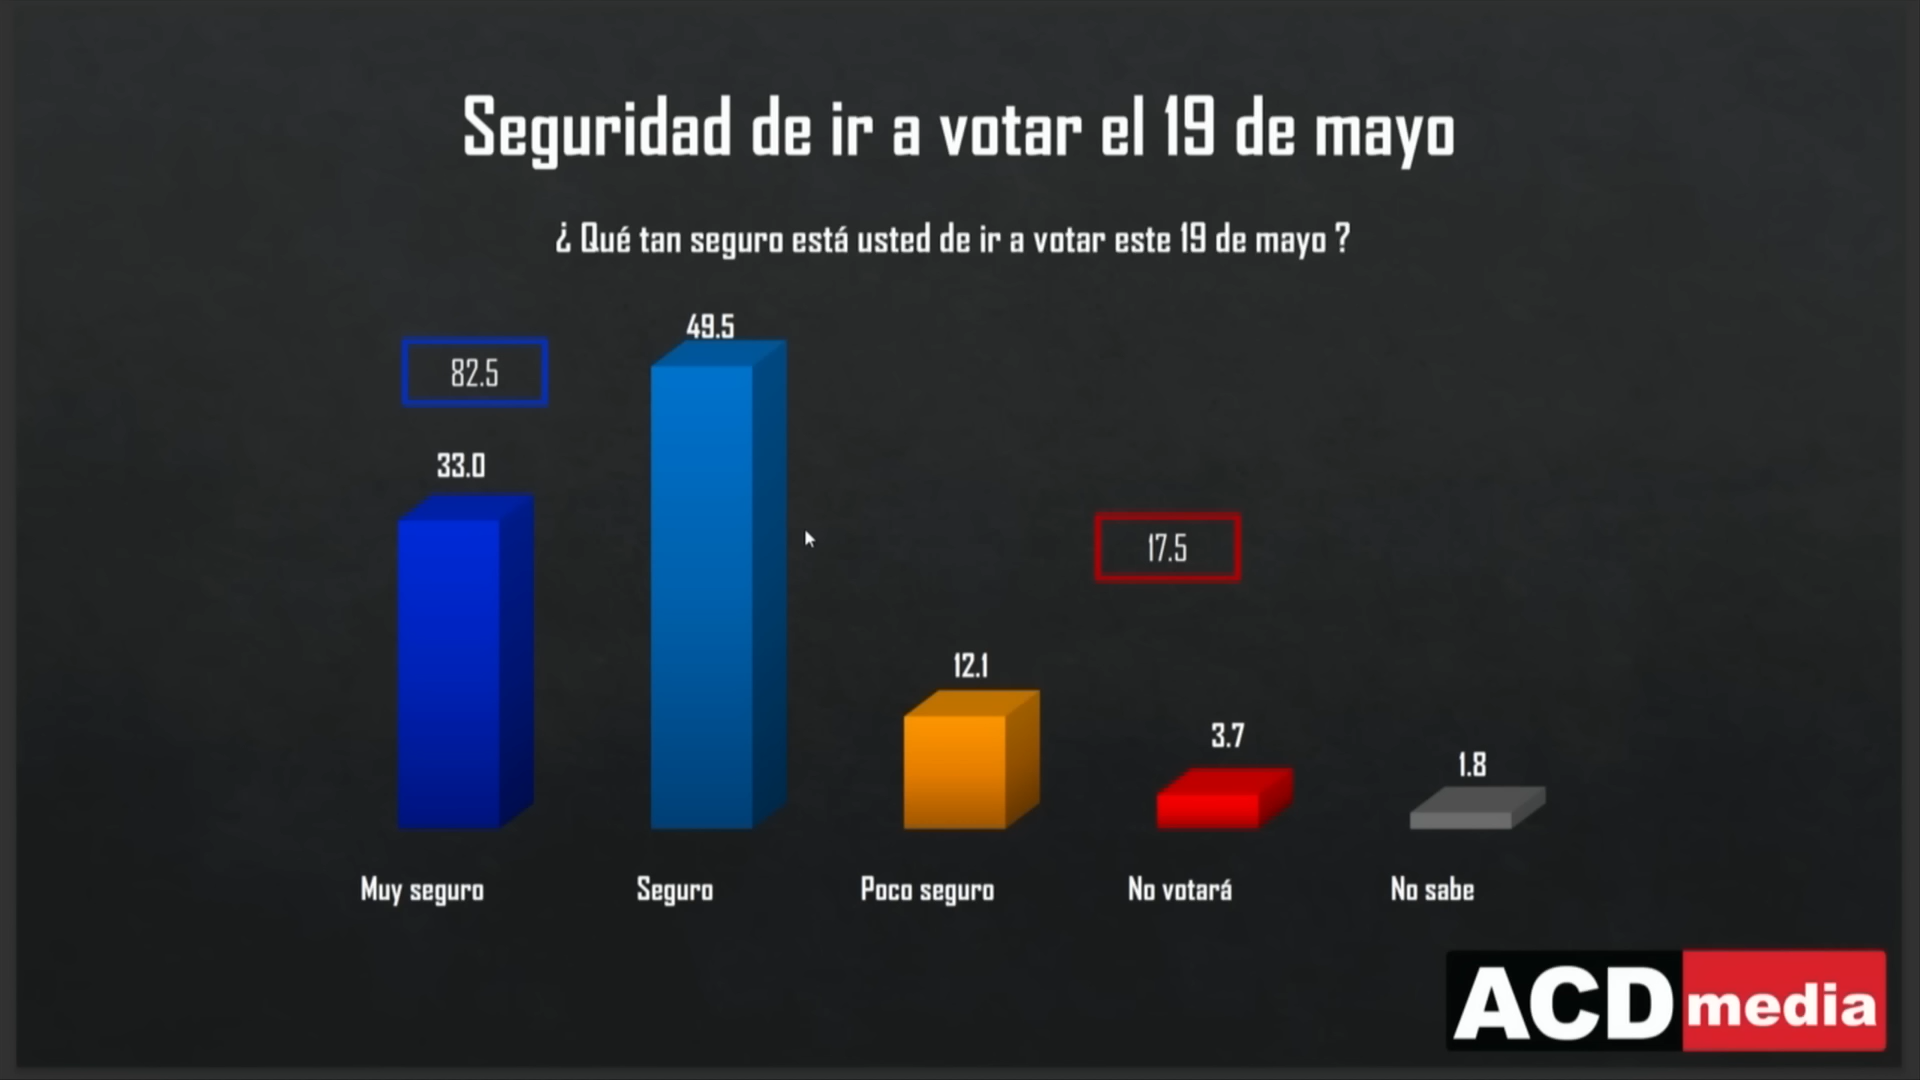 Seguridad de ir a votar el 19 de mayo
¿ Qué tan seguro está usted de ir a votar este 19 de mayo ?
82.5
33.0
49.5
17.5
12.1
3.7
1.8
Muy seguro
Seguro
Poco seguro
No votará
No sabe
ACDmedia